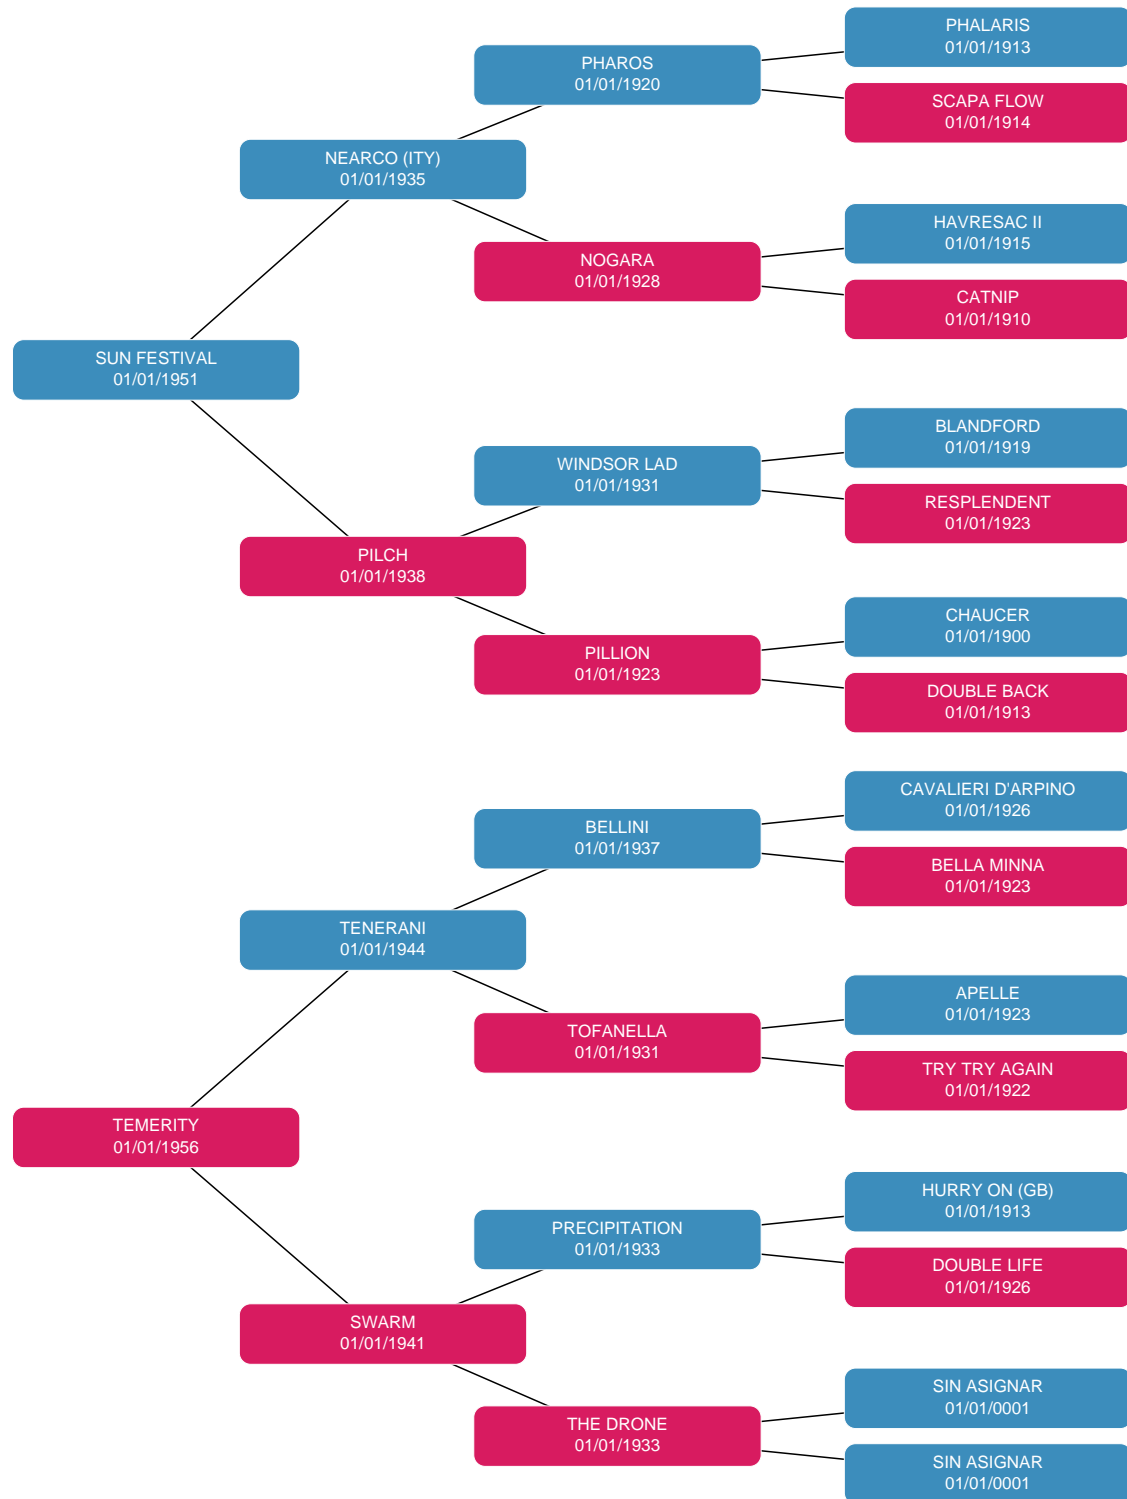 PHALARIS
01/01/1913
PHAROS
01/01/1920
SCAPA FLOW
01/01/1914
NEARCO (ITY)
01/01/1935
HAVRESAC II
01/01/1915
NOGARA
01/01/1928
CATNIP
01/01/1910
SUN FESTIVAL
01/01/1951
BLANDFORD
01/01/1919
WINDSOR LAD
01/01/1931
RESPLENDENT
01/01/1923
PILCH
01/01/1938
CHAUCER
01/01/1900
PILLION
01/01/1923
DOUBLE BACK
01/01/1913
CAVALIERI D'ARPINO
01/01/1926
BELLINI
01/01/1937
BELLA MINNA
01/01/1923
TENERANI
01/01/1944
APELLE
01/01/1923
TOFANELLA
01/01/1931
TRY TRY AGAIN
01/01/1922
TEMERITY
01/01/1956
HURRY ON (GB)
01/01/1913
PRECIPITATION
01/01/1933
DOUBLE LIFE
01/01/1926
SWARM
01/01/1941
SIN ASIGNAR
01/01/0001
THE DRONE
01/01/1933
SIN ASIGNAR
01/01/0001